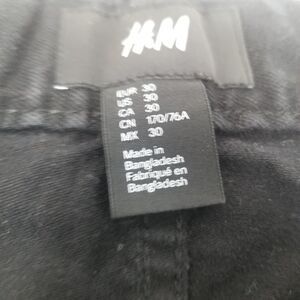 H&M
EUR 30
US 30
CA 30
CN 170/76A
MX 30
Made in
Bangladesh
Fabriqué en
Bangladesh